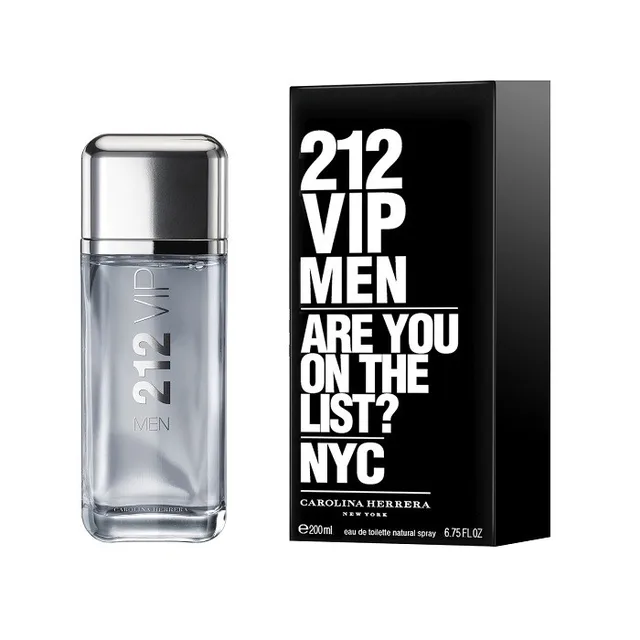 212 VIP
MEN
CAROLINA HERRERA
212
VIP
MEN
ARE YOU
ON THE
LIST?
NYC
CAROLINA HERRERA
NEW YORK
℮200ml eau de toilette natural spray 6.75 FL.OZ